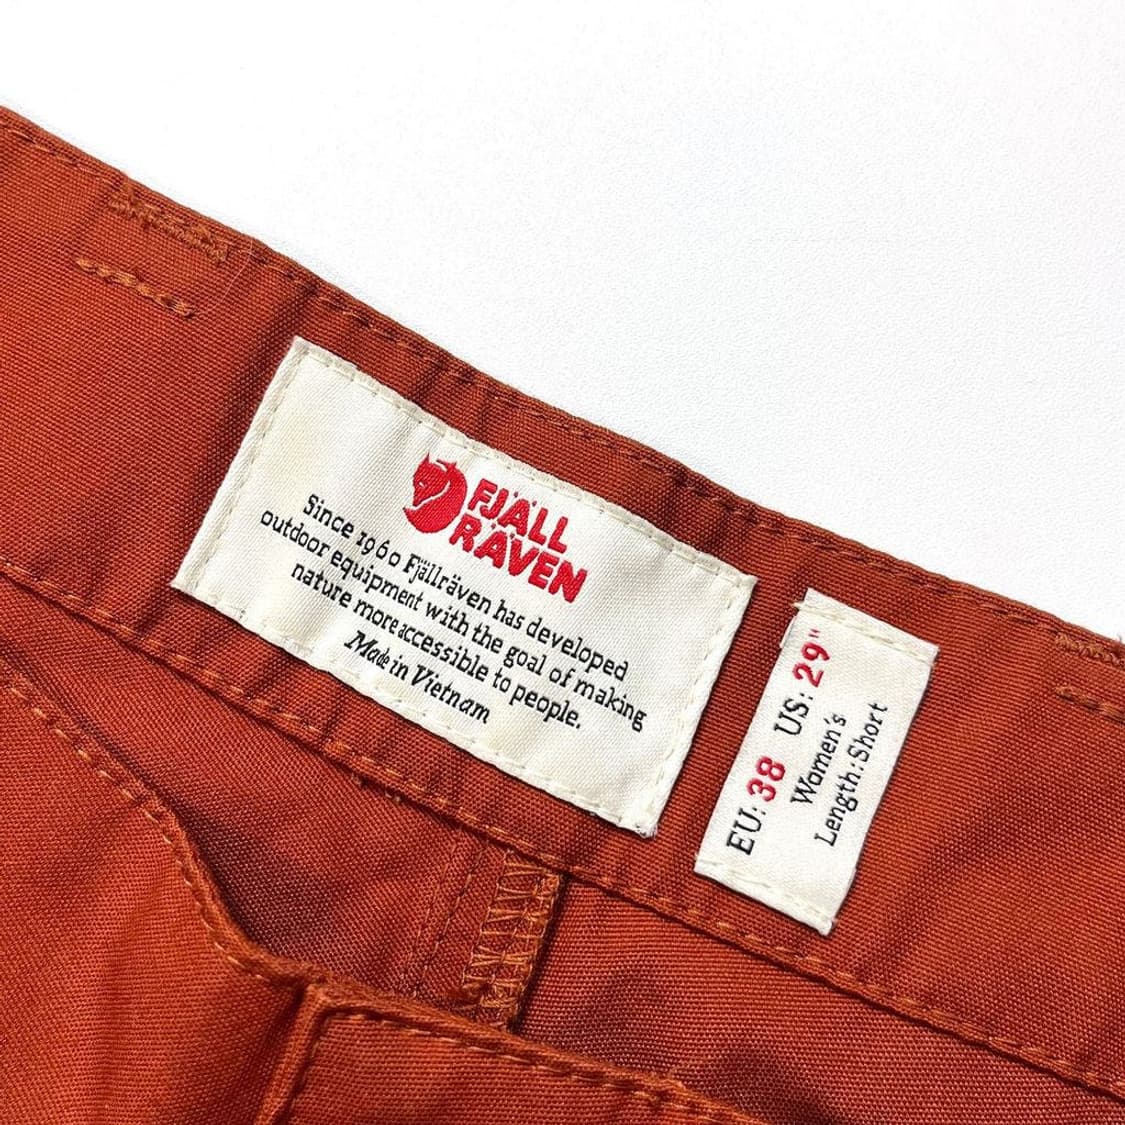 FJÄLL
RÄVEN
Since 1960 Fjällräven has developed
outdoor equipment with the goal of making
nature more accessible to people.
Made in Vietnam
EU: 38 US: 29"
Women's
Length: Short